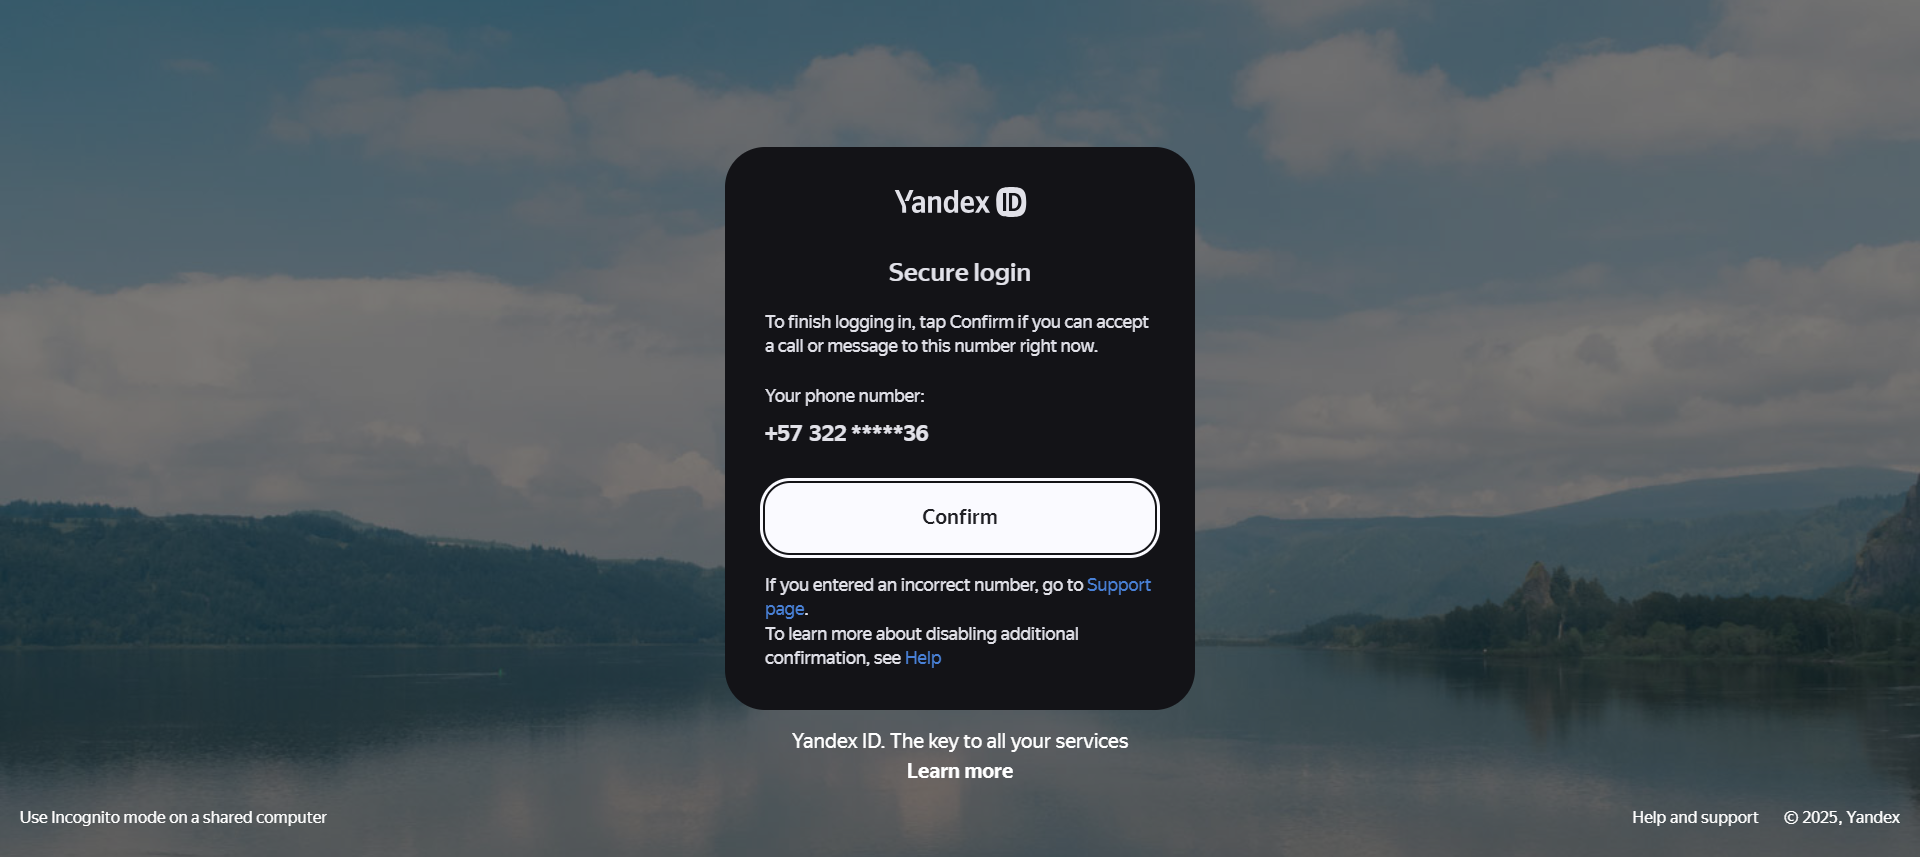 Yandex ID
Secure login
To finish logging in, tap Confirm if you can accept
a call or message to this number right now.
Your phone number:
+57 322 *****36
Confirm
If you entered an incorrect number, go to Support
page.
To learn more about disabling additional
confirmation, see Help
Yandex ID. The key to all your services
Learn more
Use Incognito mode on a shared computer
Help and support
© 2025, Yandex